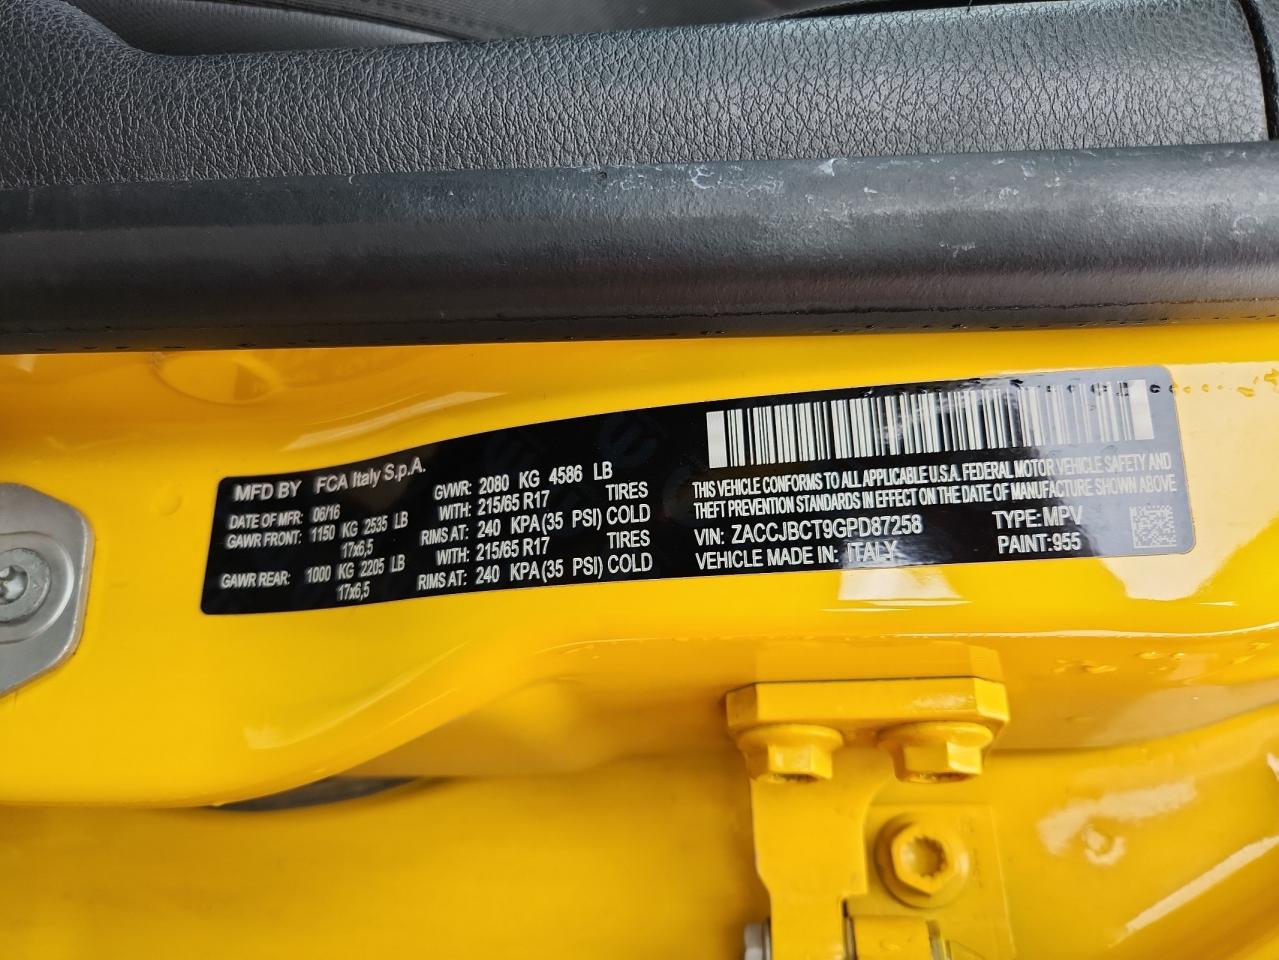 MFD BY FCA Italy S.p.A.
DATE OF MFR: 06/16 GVWR: 2080 KG 4586 LB
GAWR FRONT: 1150 KG 2535 LB WITH: 215/65 R17 TIRES
17x6,5 RIMS AT: 240 KPA(35 PSI) COLD
GAWR REAR: 1000 KG 2205 LB WITH: 215/65 R17 TIRES
17x6,5 RIMS AT: 240 KPA(35 PSI) COLD
THIS VEHICLE CONFORMS TO ALL APPLICABLE U.S.A. FEDERAL MOTOR VEHICLE SAFETY AND
THEFT PREVENTION STANDARDS IN EFFECT ON THE DATE OF MANUFACTURE SHOWN ABOVE
VIN: ZACCJBCT9GPD87258 TYPE:MPV
VEHICLE MADE IN: ITALY PAINT:955